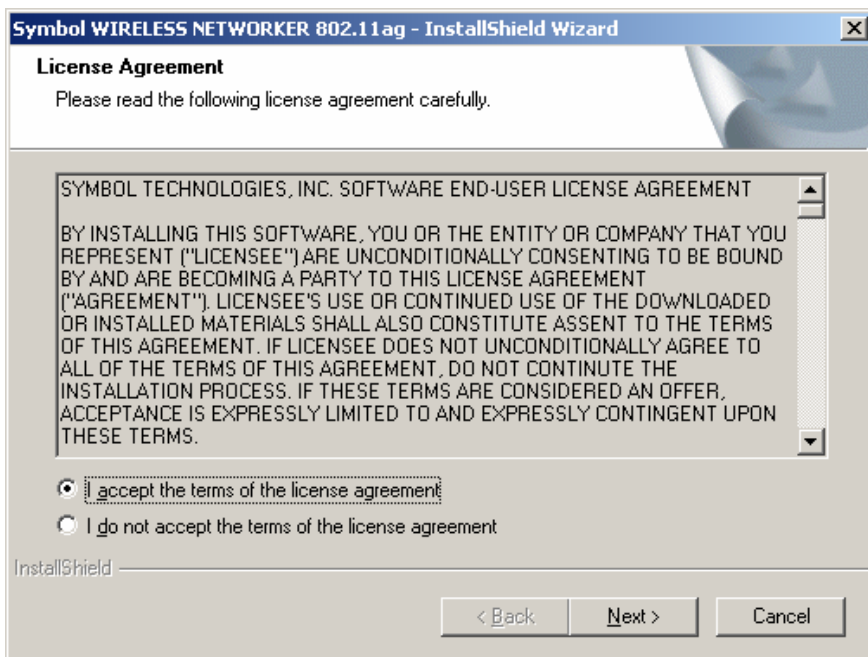 Symbol WIRELESS NETWORKER 802.11ag - InstallShield Wizard
License Agreement
Please read the following license agreement carefully.
SYMBOL TECHNOLOGIES, INC. SOFTWARE END-USER LICENSE AGREEMENT
BY INSTALLING THIS SOFTWARE, YOU OR THE ENTITY OR COMPANY THAT YOU
REPRESENT ("LICENSEE") ARE UNCONDITIONALLY CONSENTING TO BE BOUND
BY AND ARE BECOMING A PARTY TO THIS LICENSE AGREEMENT
("AGREEMENT"). LICENSEE'S USE OR CONTINUED USE OF THE DOWNLOADED
OR INSTALLED MATERIALS SHALL ALSO CONSTITUTE ASSENT TO THE TERMS
OF THIS AGREEMENT. IF LICENSEE DOES NOT UNCONDITIONALLY AGREE TO
ALL OF THE TERMS OF THIS AGREEMENT, DO NOT CONTINUTE THE
INSTALLATION PROCESS. IF THESE TERMS ARE CONSIDERED AN OFFER,
ACCEPTANCE IS EXPRESSLY LIMITED TO AND EXPRESSLY CONTINGENT UPON
THESE TERMS.
I accept the terms of the license agreement
I do not accept the terms of the license agreement
InstallShield
< Back Next > Cancel